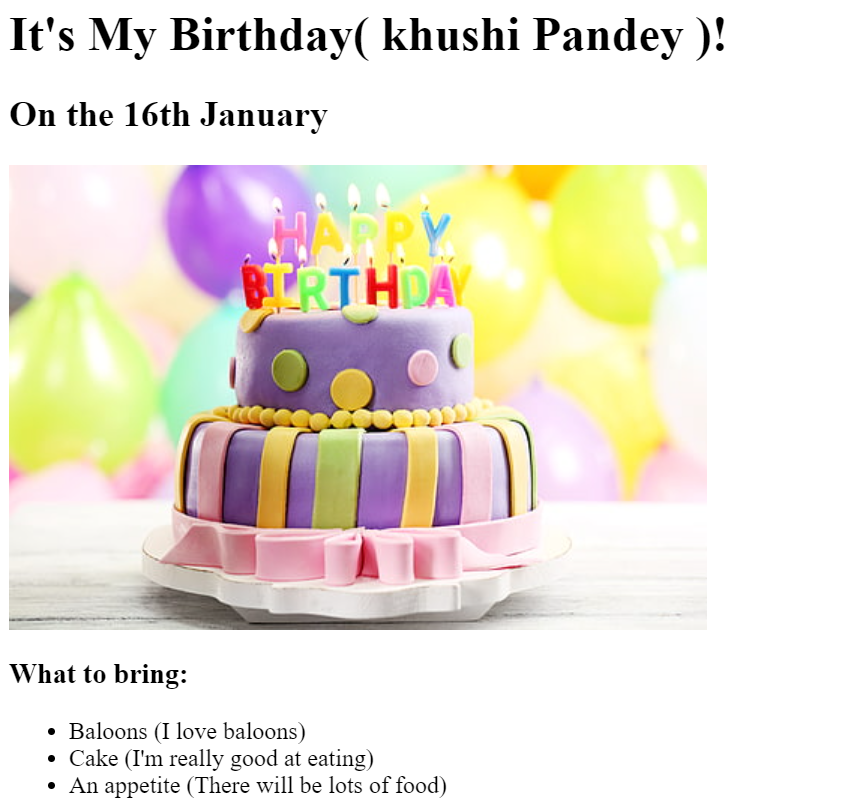 It's My Birthday( khushi Pandey )!
On the 16th January
HAPPY
BIRTHDAY
What to bring:
Baloons (I love baloons)
Cake (I'm really good at eating)
An appetite (There will be lots of food)